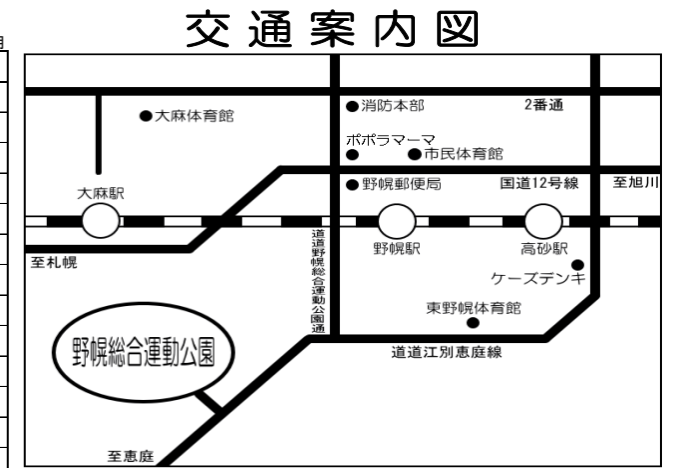 交通案内図
月
消防本部
2番通
大麻体育館
ポポラマーマ
市民体育館
野幌郵便局
国道12号線
至旭川
大麻駅
野幌駅
高砂駅
至札幌
道道野幌総合運動公園通
ケーズデンキ
東野幌体育館
野幌総合運動公園
道道江別恵庭線
至恵庭